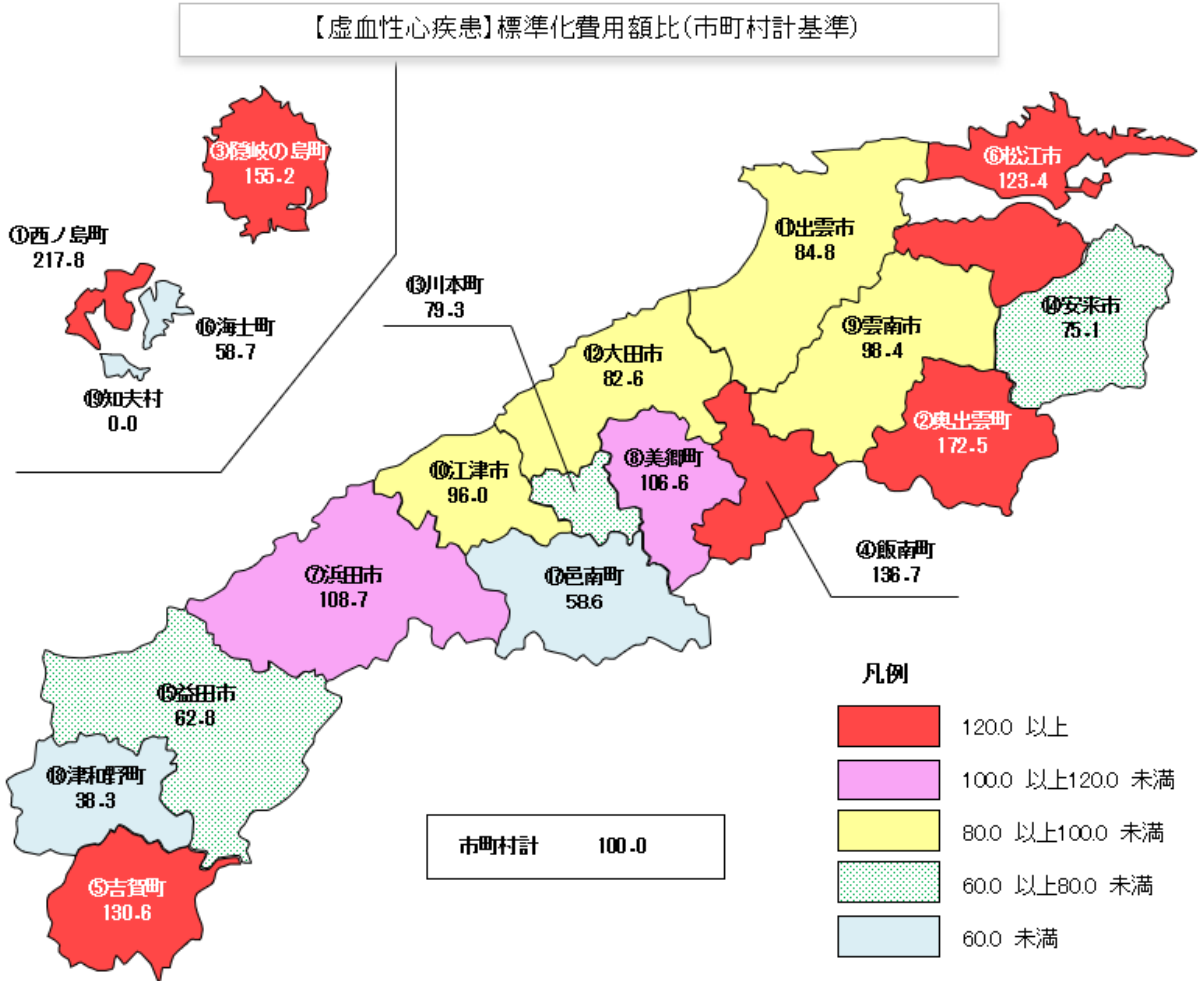 【虚血性心疾患】標準化費用額比(市町村計基準)
③隠岐の島町
155.2
①西ノ島町
217.8
⑯海士町
58.7
⑲知夫村
0.0
⑥松江市
123.4
⑪出雲市
84.8
⑬川本町
79.3
⑭安来市
75.1
⑨雲南市
98.4
⑫大田市
82.6
②奥出雲町
172.5
⑧美郷町
106.6
⑩江津市
96.0
④飯南町
136.7
⑦浜田市
108.7
⑰邑南町
58.6
⑮益田市
62.8
⑱津和野町
38.3
⑤吉賀町
130.6
市町村計 100.0
凡例
120.0 以上
100.0 以上120.0 未満
80.0 以上100.0 未満
60.0 以上80.0 未満
60.0 未満